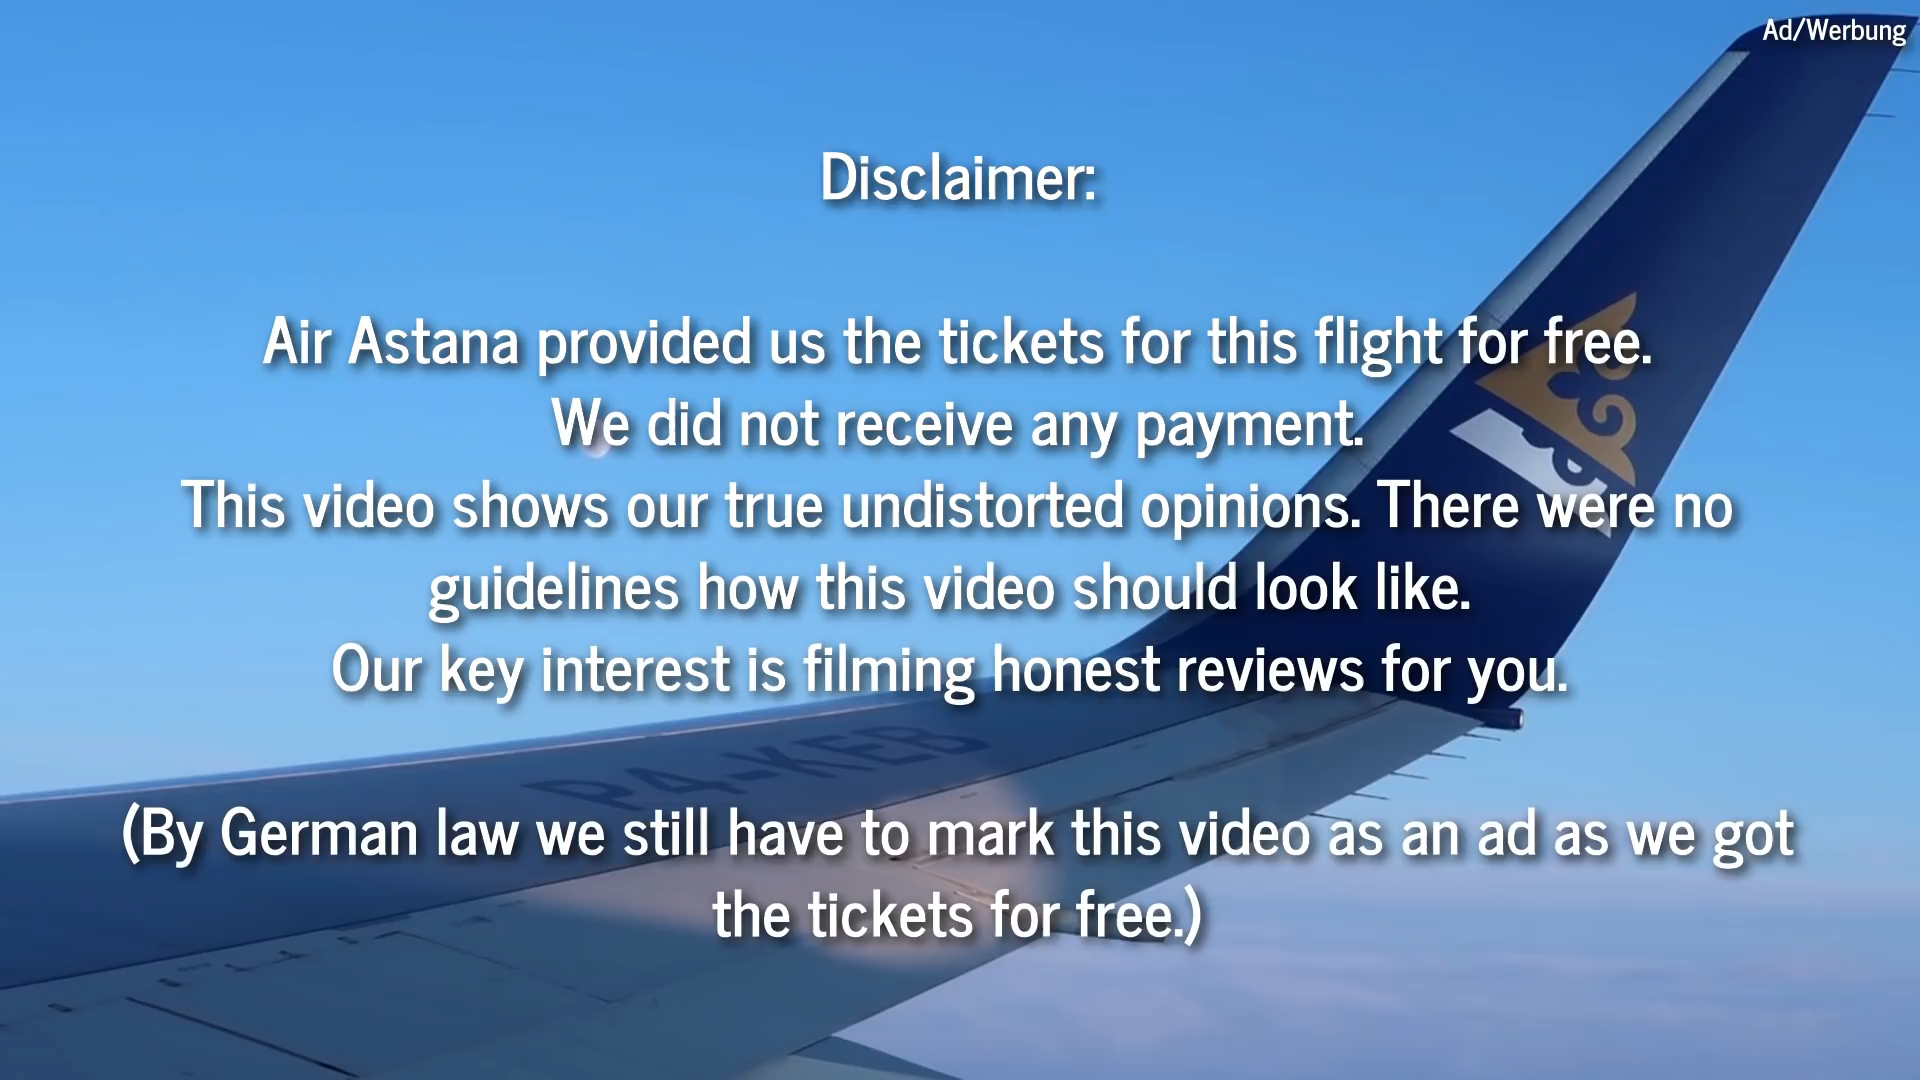 Ad/Werbung
Disclaimer:
Air Astana provided us the tickets for this flight for free.
We did not receive any payment.
This video shows our true undistorted opinions. There were no
guidelines how this video should look like.
Our key interest is filming honest reviews for you.
P4-KEB
(By German law we still have to mark this video as an ad as we got
the tickets for free.)